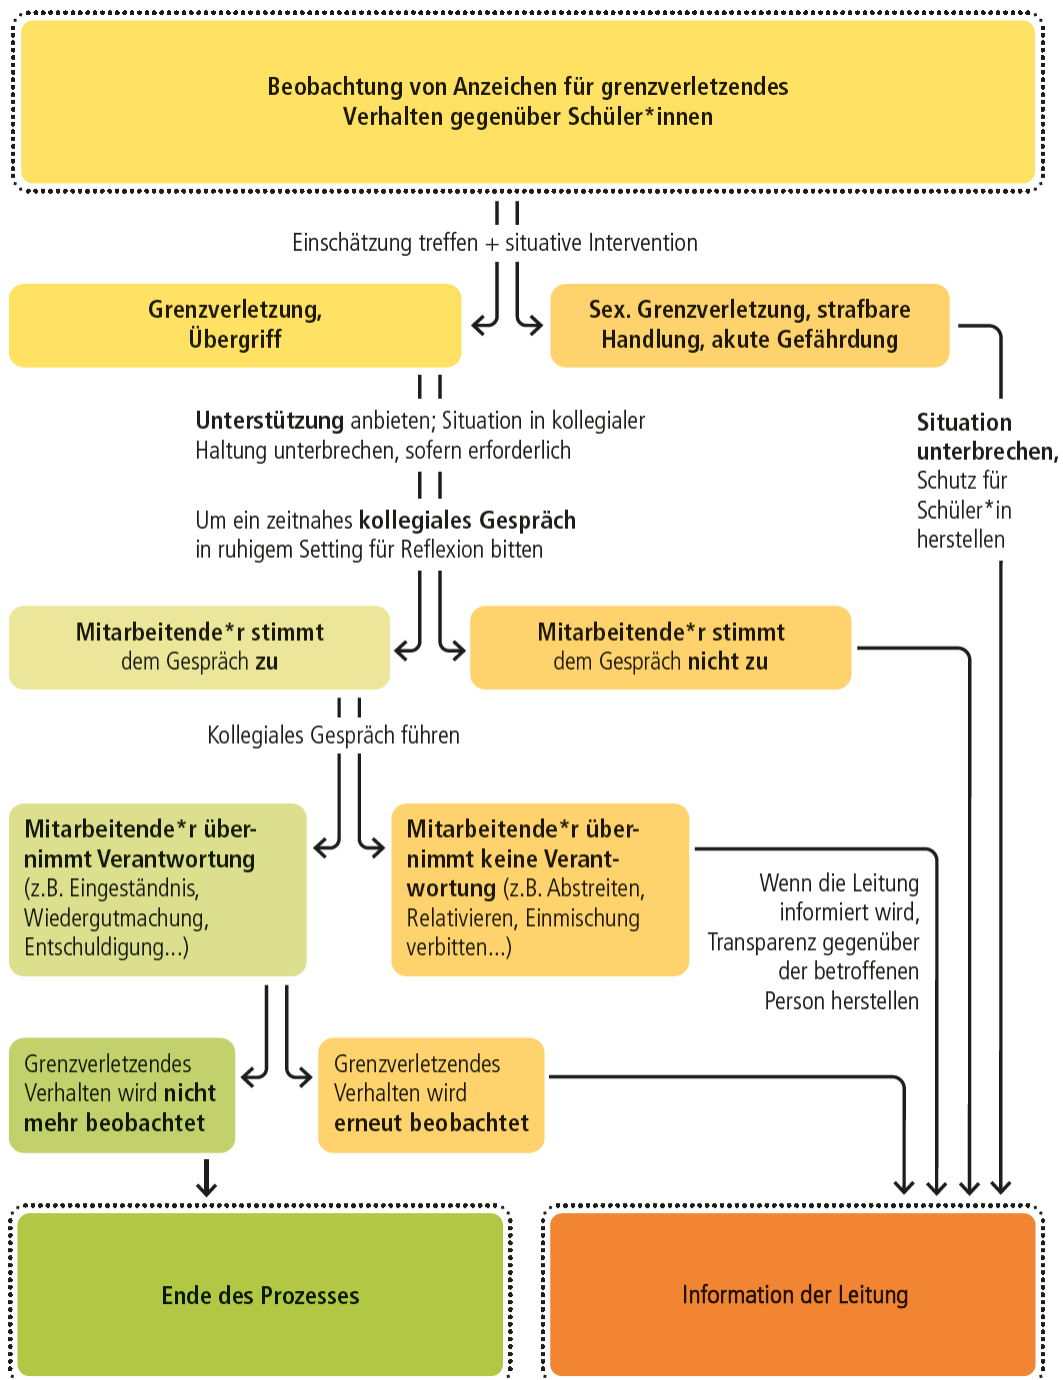 Beobachtung von Anzeichen für grenzverletzendes
Verhalten gegenüber Schüler*innen
Einschätzung treffen + situative Intervention
Grenzverletzung,
Übergriff
Sex. Grenzverletzung, strafbare
Handlung, akute Gefährdung
Unterstützung anbieten; Situation in kollegialer
Haltung unterbrechen, sofern erforderlich
Situation
unterbrechen,
Schutz für
Schüler*in
herstellen
Um ein zeitnahes kollegiales Gespräch
in ruhigem Setting für Reflexion bitten
Mitarbeitende*r stimmt
dem Gespräch zu
Mitarbeitende*r stimmt
dem Gespräch nicht zu
Kollegiales Gespräch führen
Mitarbeitende*r über-
nimmt Verantwortung
(z.B. Eingeständnis,
Wiedergutmachung,
Entschuldigung...)
Mitarbeitende*r über-
nimmt keine Verant-
wortung (z.B. Abstreiten,
Relativieren, Einmischung
verbitten...)
Wenn die Leitung
informiert wird,
Transparenz gegenüber
der betroffenen
Person herstellen
Grenzverletzendes
Verhalten wird nicht
mehr beobachtet
Grenzverletzendes
Verhalten wird
erneut beobachtet
Ende des Prozesses
Information der Leitung